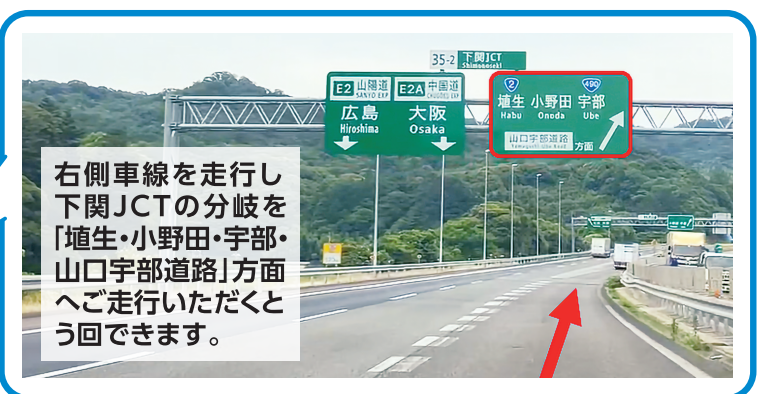 35-2 下関JCT
Shimonoseki
E2 山陽道 E2A 中国道
SANYO EXP CHUGOKU EXP
広島 大阪
Hiroshima Osaka
2 490
埴生 小野田 宇部
Habu Onoda Ube
山口宇部道路 方面
Yamaguchi-Ube Road
右側車線を走行し
下関JCTの分岐を
｢埴生・小野田・宇部・
山口宇部道路｣方面
へご走行いただくと
う回できます。